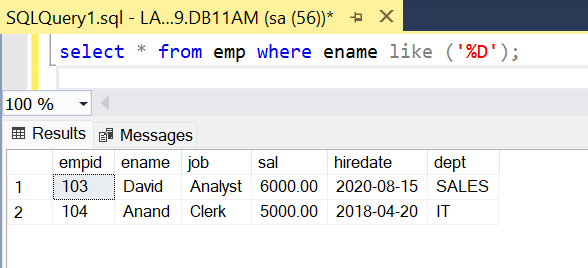 SQLQuery1.sql - LA...9.DB11AM (sa (56))*
select * from emp where ename like ('%D');
100 %
Results Messages
empid ename job sal hiredate dept
1 103 David Analyst 6000.00 2020-08-15 SALES
2 104 Anand Clerk 5000.00 2018-04-20 IT